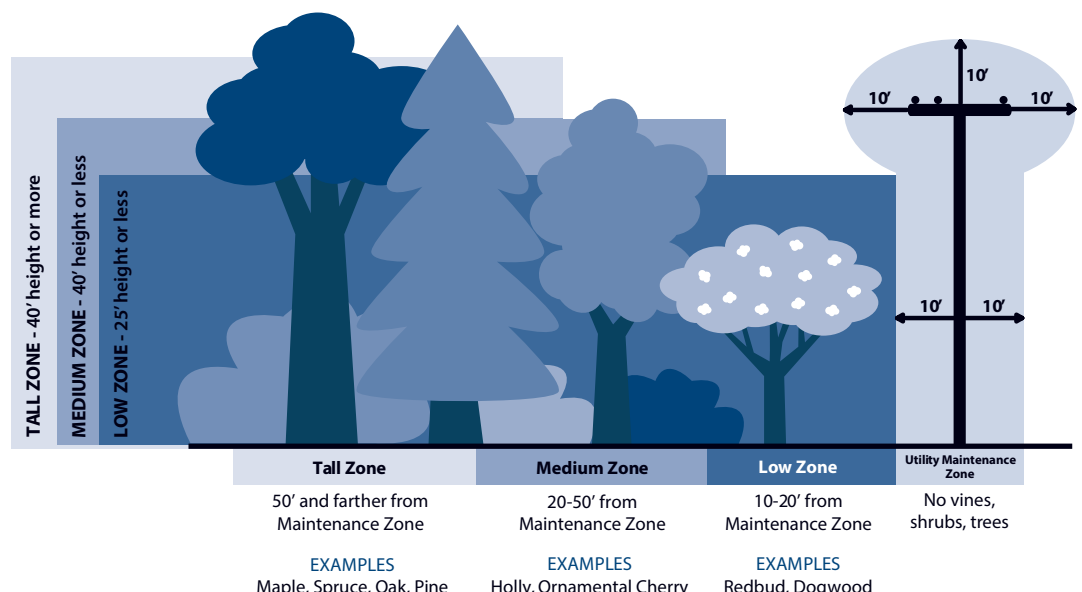 TALL ZONE - 40’ height or more
MEDIUM ZONE - 40’ height or less
LOW ZONE - 25’ height or less
10’
10’
10’
10’
10’
Tall Zone
50’ and farther from
Maintenance Zone
EXAMPLES
Maple, Spruce, Oak, Pine
Medium Zone
20-50’ from
Maintenance Zone
EXAMPLES
Holly, Ornamental Cherry
Low Zone
10-20’ from
Maintenance Zone
EXAMPLES
Redbud, Dogwood
Utility Maintenance
Zone
No vines,
shrubs, trees